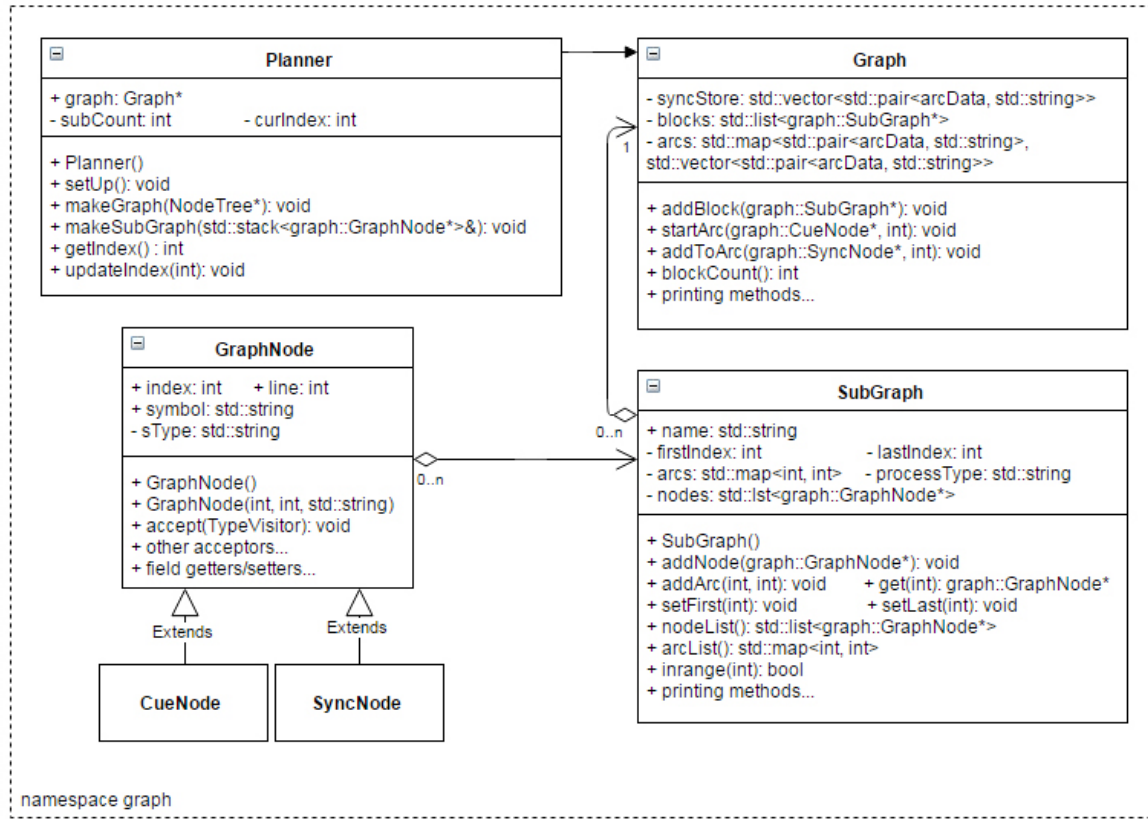 Planner
+ graph: Graph*
- subCount: int - curIndex: int
+ Planner()
+ setUp(): void
+ makeGraph(NodeTree*): void
+ makeSubGraph(std::stack<graph::GraphNode*>&): void
+ getIndex() : int
+ updateIndex(int): void
Graph
- syncStore: std::vector<std::pair<arcData, std::string>>
- blocks: std::list<graph::SubGraph*>
- arcs: std::map<std::pair<arcData, std::string>,
std::vector<std::pair<arcData, std::string>>
+ addBlock(graph::SubGraph*): void
+ startArc(graph::CueNode*, int): void
+ addToArc(graph::SyncNode*, int): void
+ blockCount(): int
+ printing methods...
1
GraphNode
+ index: int + line: int
+ symbol: std::string
- sType: std::string
+ GraphNode()
+ GraphNode(int, int, std::string)
+ accept(TypeVisitor): void
+ other acceptors...
+ field getters/setters...
0..n
0..n
SubGraph
+ name: std::string
- firstIndex: int - lastIndex: int
- arcs: std::map<int, int> - processType: std::string
- nodes: std::lst<graph::GraphNode*>
+ SubGraph()
+ addNode(graph::GraphNode*): void
+ addArc(int, int): void + get(int): graph::GraphNode*
+ setFirst(int): void + setLast(int): void
+ nodeList(): std::list<graph::GraphNode*>
+ arcList(): std::map<int, int>
+ inrange(int): bool
+ printing methods...
Extends
Extends
CueNode
SyncNode
namespace graph